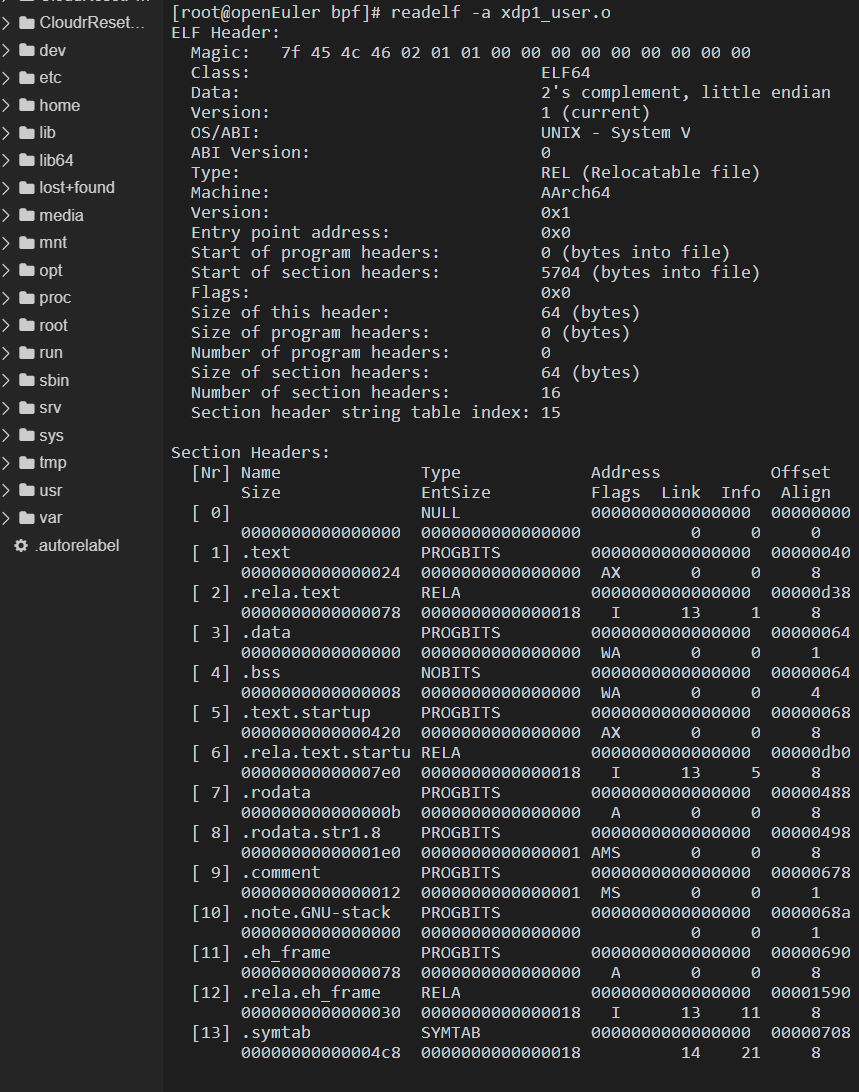 CloudrReset...
dev
etc
home
lib
lib64
lost+found
media
mnt
opt
proc
root
run
sbin
srv
sys
tmp
usr
var
.autorelabel
[root@openEuler bpf]# readelf -a xdp1_user.o
ELF Header:
  Magic:   7f 45 4c 46 02 01 01 00 00 00 00 00 00 00 00 00
  Class:                             ELF64
  Data:                              2's complement, little endian
  Version:                           1 (current)
  OS/ABI:                            UNIX - System V
  ABI Version:                       0
  Type:                              REL (Relocatable file)
  Machine:                           AArch64
  Version:                           0x1
  Entry point address:               0x0
  Start of program headers:          0 (bytes into file)
  Start of section headers:          5704 (bytes into file)
  Flags:                             0x0
  Size of this header:               64 (bytes)
  Size of program headers:           0 (bytes)
  Number of program headers:         0
  Size of section headers:           64 (bytes)
  Number of section headers:         16
  Section header string table index: 15
Section Headers:
  [Nr] Name              Type             Address           Offset
       Size              EntSize          Flags  Link  Info  Align
  [ 0]                   NULL             0000000000000000  00000000
       0000000000000000  0000000000000000           0     0     0
  [ 1] .text             PROGBITS         0000000000000000  00000040
       0000000000000024  0000000000000000  AX       0     0     8
  [ 2] .rela.text        RELA             0000000000000000  00000d38
       0000000000000078  0000000000000018   I      13     1     8
  [ 3] .data             PROGBITS         0000000000000000  00000064
       0000000000000000  0000000000000000  WA       0     0     1
  [ 4] .bss              NOBITS           0000000000000000  00000064
       0000000000000008  0000000000000000  WA       0     0     4
  [ 5] .text.startup     PROGBITS         0000000000000000  00000068
       0000000000000420  0000000000000000  AX       0     0     8
  [ 6] .rela.text.startu RELA             0000000000000000  00000db0
       00000000000007e0  0000000000000018   I      13     5     8
  [ 7] .rodata           PROGBITS         0000000000000000  00000488
       000000000000000b  0000000000000000   A       0     0     8
  [ 8] .rodata.str1.8    PROGBITS         0000000000000000  00000498
       00000000000001e0  0000000000000001 AMS       0     0     8
  [ 9] .comment          PROGBITS         0000000000000000  00000678
       0000000000000012  0000000000000001  MS       0     0     1
  [10] .note.GNU-stack   PROGBITS         0000000000000000  0000068a
       0000000000000000  0000000000000000           0     0     1
  [11] .eh_frame         PROGBITS         0000000000000000  00000690
       0000000000000078  0000000000000000   A       0     0     8
  [12] .rela.eh_frame    RELA             0000000000000000  00001590
       0000000000000030  0000000000000018   I      13    11     8
  [13] .symtab           SYMTAB           0000000000000000  00000708
       00000000000004c8  0000000000000018          14    21     8